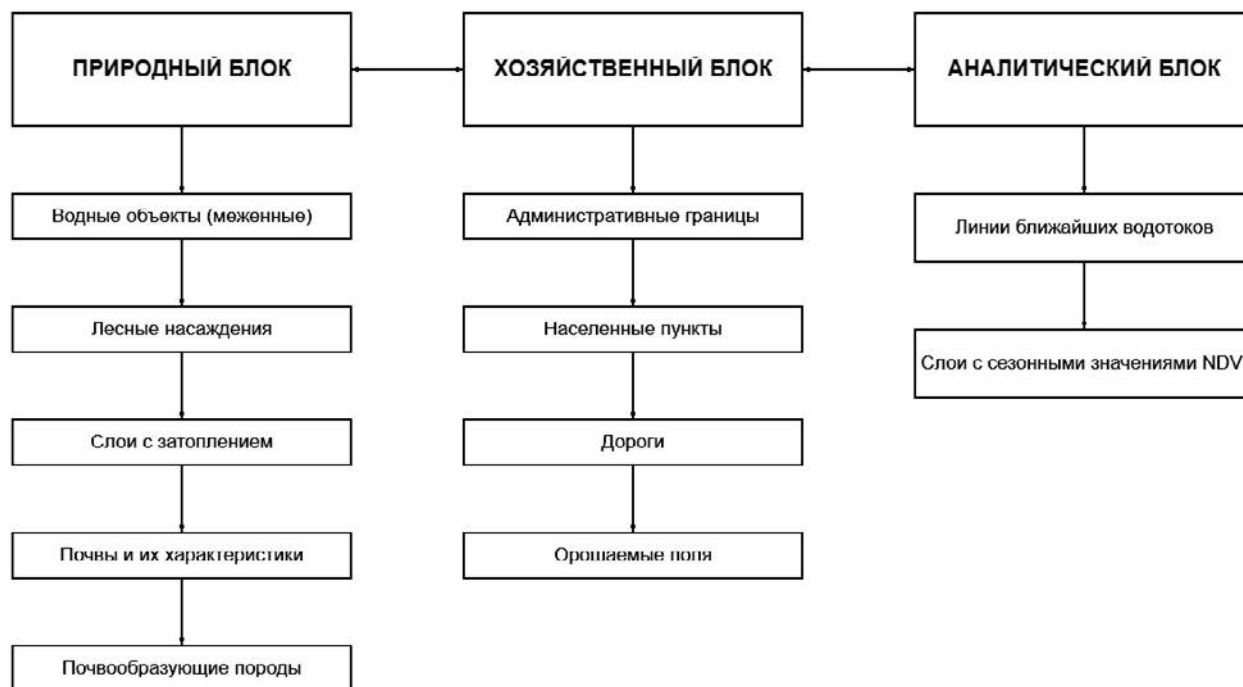 ПРИРОДНЫЙ БЛОК
ХОЗЯЙСТВЕННЫЙ БЛОК
АНАЛИТИЧЕСКИЙ БЛОК
Водные объекты (меженные)
Административные границы
Линии ближайших водотоков
Лесные насаждения
Населенные пункты
Слои с сезонными значениями NDV
Слои с затоплением
Дороги
Почвы и их характеристики
Орошаемые поля
Почвообразующие породы